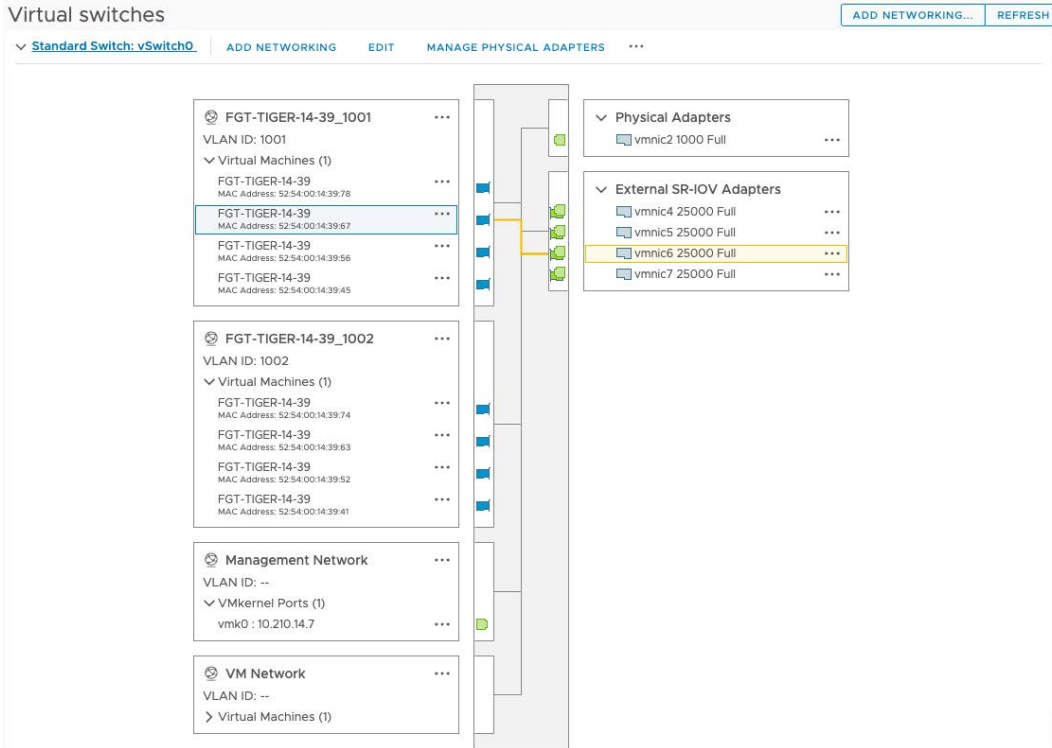 Virtual switches
ADD NETWORKING... REFRESH
Standard Switch: vSwitch0 ADD NETWORKING EDIT MANAGE PHYSICAL ADAPTERS ...
FGT-TIGER-14-39_1001 ...
VLAN ID: 1001
Virtual Machines (1)
FGT-TIGER-14-39 ...
MAC Address: 52:54:00:14:39:78
FGT-TIGER-14-39 ...
MAC Address: 52:54:00:14:39:67
FGT-TIGER-14-39 ...
MAC Address: 52:54:00:14:39:56
FGT-TIGER-14-39 ...
MAC Address: 52:54:00:14:39:45
FGT-TIGER-14-39_1002 ...
VLAN ID: 1002
Virtual Machines (1)
FGT-TIGER-14-39 ...
MAC Address: 52:54:00:14:39:74
FGT-TIGER-14-39 ...
MAC Address: 52:54:00:14:39:63
FGT-TIGER-14-39 ...
MAC Address: 52:54:00:14:39:52
FGT-TIGER-14-39 ...
MAC Address: 52:54:00:14:39:41
Management Network ...
VLAN ID: --
VMkernel Ports (1)
vmk0 : 10.210.14.7 ...
VM Network ...
VLAN ID: --
Virtual Machines (1)
Physical Adapters
vmnic2 1000 Full ...
External SR-IOV Adapters
vmnic4 25000 Full ...
vmnic5 25000 Full ...
vmnic6 25000 Full ...
vmnic7 25000 Full ...